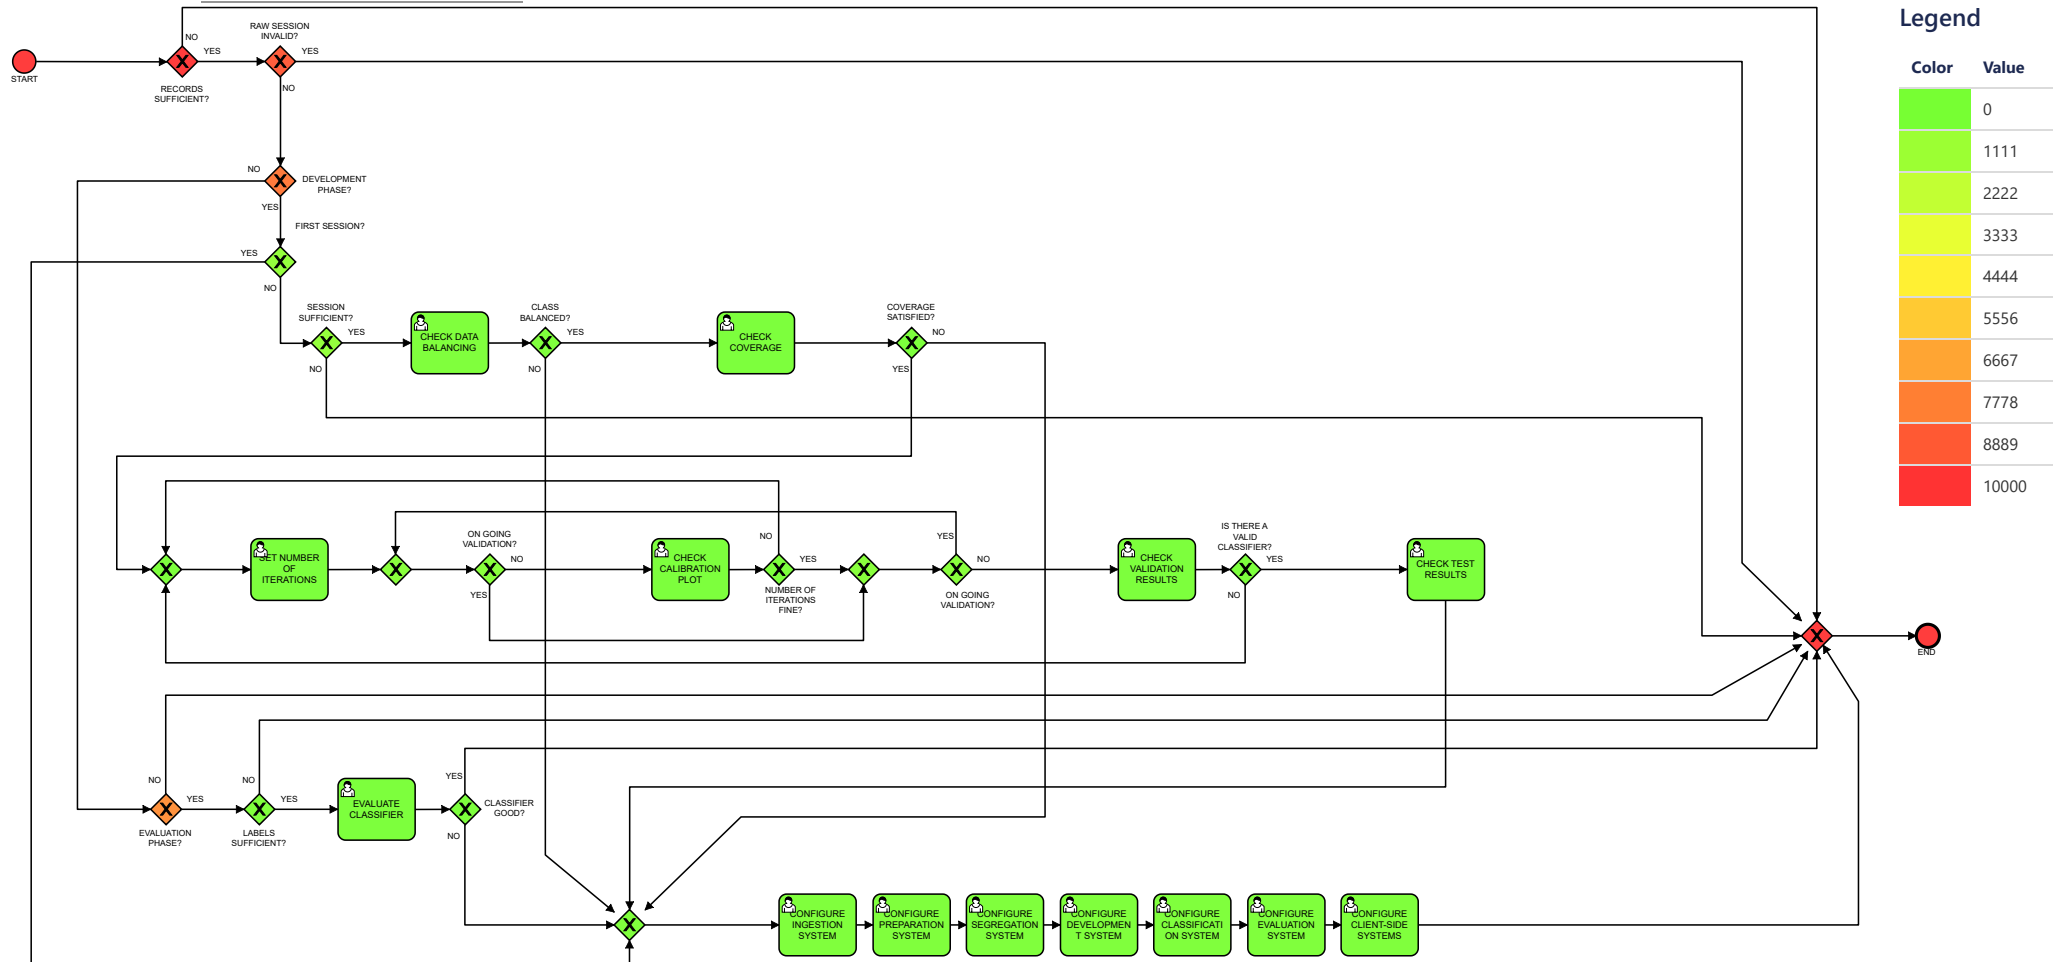 Legend
Color Value
0
1111
2222
3333
4444
5556
6667
7778
8889
10000
START
NO
YES
RECORDS
SUFFICIENT?
RAW SESSION
INVALID?
YES
NO
NO
DEVELOPMENT
PHASE?
YES
FIRST SESSION?
YES
NO
SESSION
SUFFICIENT?
YES
NO
CHECK DATA
BALANCING
CLASS
BALANCED?
YES
NO
CHECK
COVERAGE
COVERAGE
SATISFIED?
NO
YES
SET NUMBER
OF
ITERATIONS
ON GOING
VALIDATION?
NO
YES
CHECK
CALIBRATION
PLOT
NO
YES
NUMBER OF
ITERATIONS
FINE?
YES
NO
ON GOING
VALIDATION?
CHECK
VALIDATION
RESULTS
IS THERE A
VALID
CLASSIFIER?
YES
NO
CHECK TEST
RESULTS
END
NO
YES
EVALUATION
PHASE?
NO
YES
LABELS
SUFFICIENT?
EVALUATE
CLASSIFIER
YES
CLASSIFIER
GOOD?
NO
CONFIGURE
INGESTION
SYSTEM
CONFIGURE
PREPARATION
SYSTEM
CONFIGURE
SEGREGATION
SYSTEM
CONFIGURE
DEVELOPMEN
T SYSTEM
CONFIGURE
CLASSIFICATI
ON SYSTEM
CONFIGURE
EVALUATION
SYSTEM
CONFIGURE
CLIENT-SIDE
SYSTEMS